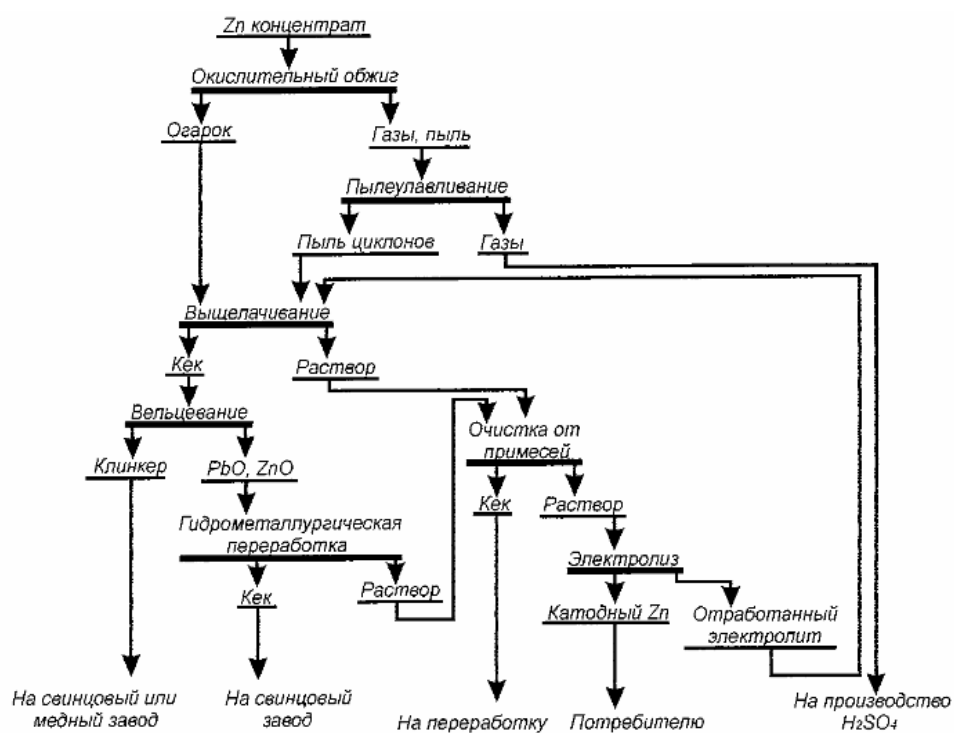 Zn концентрат
Окислительный обжиг
Огарок
Газы, пыль
Пылеулавливание
Пыль циклонов
Газы
Выщелачивание
Кек
Раствор
Вельцевание
Очистка от
примесей
Клинкер
PbO, ZnO
Кек
Раствор
Гидрометаллургическая
переработка
Электролиз
Кек
Раствор
Катодный Zn
Отработанный
электролит
На свинцовый или
медный завод
На свинцовый
завод
На переработку
Потребителю
На производство
H₂SO₄